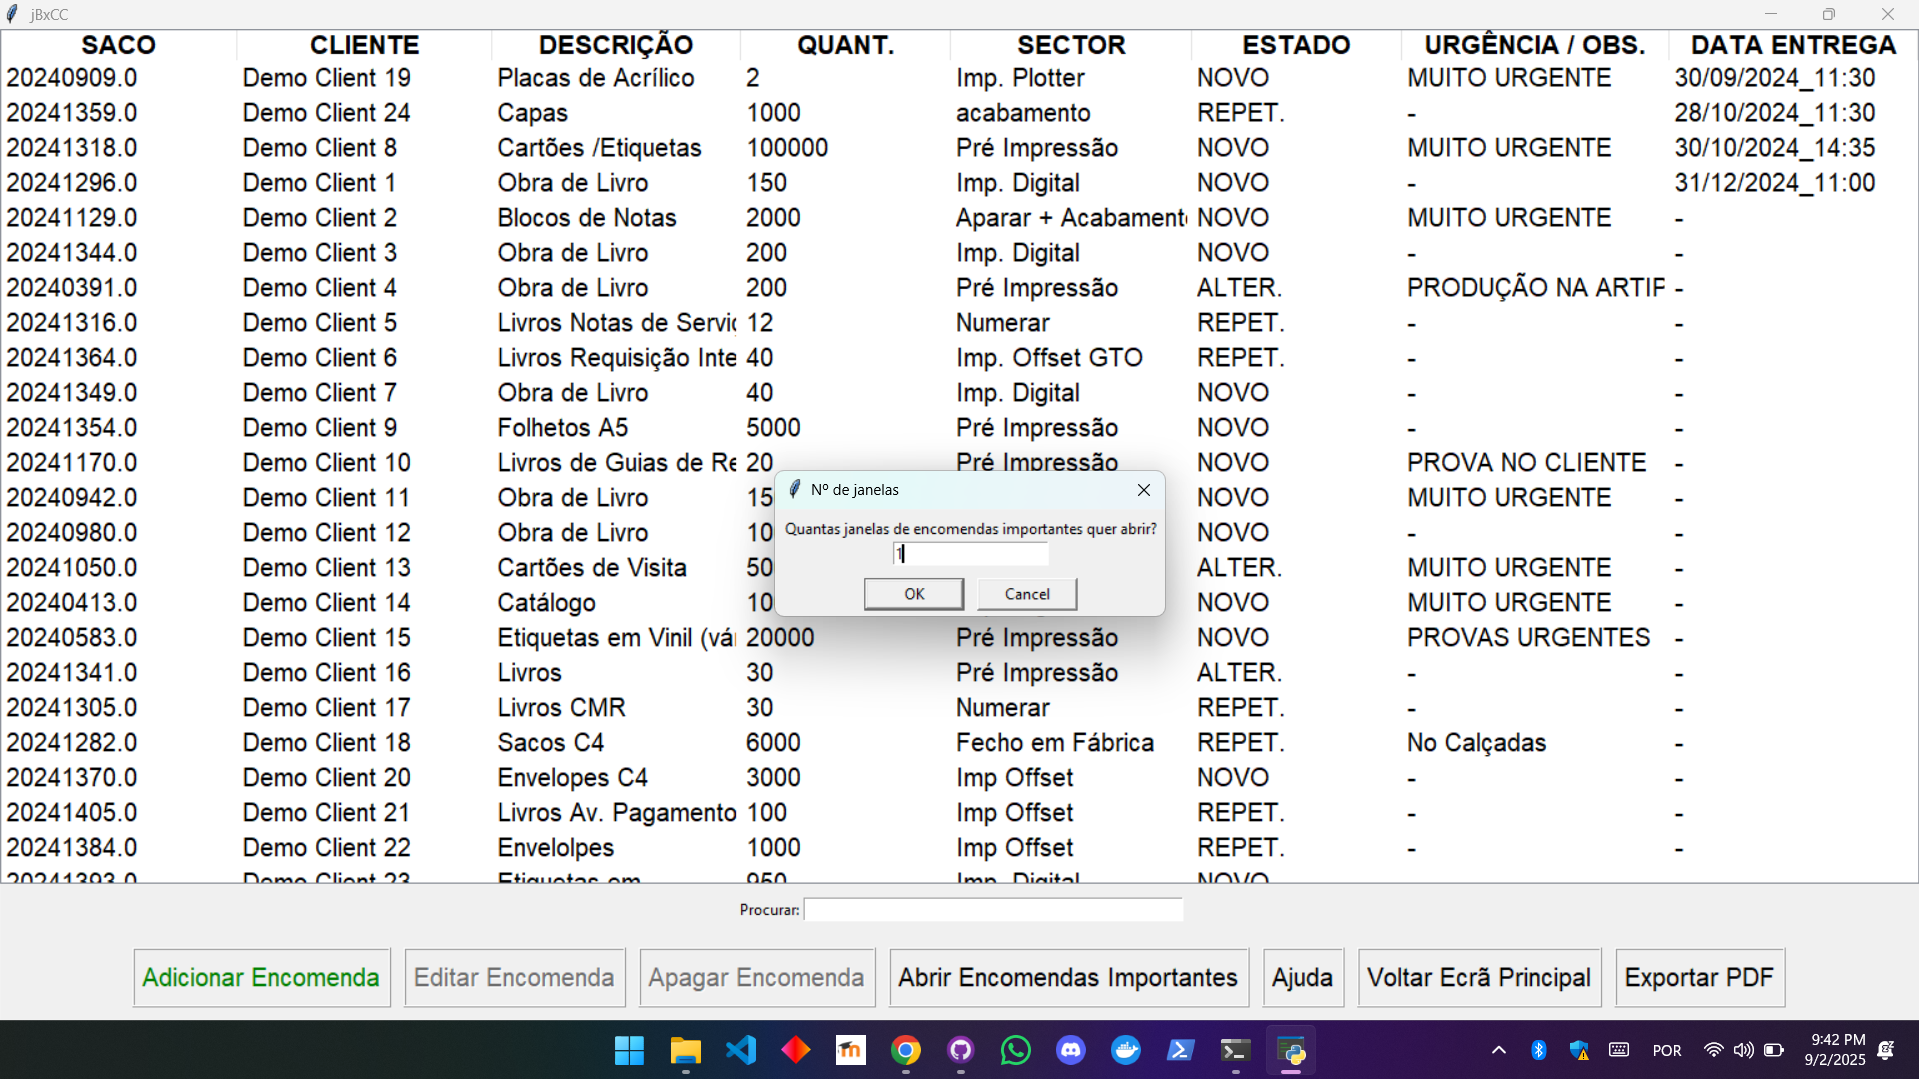 jBxCC
SACO CLIENTE DESCRIÇÃO QUANT. SECTOR ESTADO URGÊNCIA / OBS. DATA ENTREGA
20240909.0 Demo Client 19 Placas de Acrílico 2 Imp. Plotter NOVO MUITO URGENTE 30/09/2024_11:30
20241359.0 Demo Client 24 Capas 1000 acabamento REPET. - 28/10/2024_11:30
20241318.0 Demo Client 8 Cartões /Etiquetas 100000 Pré Impressão NOVO MUITO URGENTE 30/10/2024_14:35
20241296.0 Demo Client 1 Obra de Livro 150 Imp. Digital NOVO - 31/12/2024_11:00
20241129.0 Demo Client 2 Blocos de Notas 2000 Aparar + Acabament NOVO MUITO URGENTE -
20241344.0 Demo Client 3 Obra de Livro 200 Imp. Digital NOVO - -
20240391.0 Demo Client 4 Obra de Livro 200 Pré Impressão ALTER. PRODUÇÃO NA ARTIF -
20241316.0 Demo Client 5 Livros Notas de Servi 12 Numerar REPET. - -
20241364.0 Demo Client 6 Livros Requisição Inte 40 Imp. Offset GTO REPET. - -
20241349.0 Demo Client 7 Obra de Livro 40 Imp. Digital NOVO - -
20241354.0 Demo Client 9 Folhetos A5 5000 Pré Impressão NOVO - -
20241170.0 Demo Client 10 Livros de Guias de Re 20 Pré Impressão NOVO PROVA NO CLIENTE -
20240942.0 Demo Client 11 Obra de Livro 15 NOVO MUITO URGENTE -
20240980.0 Demo Client 12 Obra de Livro 10 NOVO - -
20241050.0 Demo Client 13 Cartões de Visita 50 ALTER. MUITO URGENTE -
20240413.0 Demo Client 14 Catálogo 10 NOVO MUITO URGENTE -
20240583.0 Demo Client 15 Etiquetas em Vinil (vá 20000 Pré Impressão NOVO PROVAS URGENTES -
20241341.0 Demo Client 16 Livros 30 Pré Impressão ALTER. - -
20241305.0 Demo Client 17 Livros CMR 30 Numerar REPET. - -
20241282.0 Demo Client 18 Sacos C4 6000 Fecho em Fábrica REPET. No Calçadas -
20241370.0 Demo Client 20 Envelopes C4 3000 Imp Offset NOVO - -
20241405.0 Demo Client 21 Livros Av. Pagamento 100 Imp Offset REPET. - -
20241384.0 Demo Client 22 Envelolpes 1000 Imp Offset REPET. - -
20241393.0 Demo Client 23 Etiquetas em 950 Imp. Digital NOVO
Nº de janelas
Quantas janelas de encomendas importantes quer abrir?
1
OK Cancel
Procurar:
Adicionar Encomenda Editar Encomenda Apagar Encomenda Abrir Encomendas Importantes Ajuda Voltar Ecrã Principal Exportar PDF
POR 9:42 PM
9/2/2025